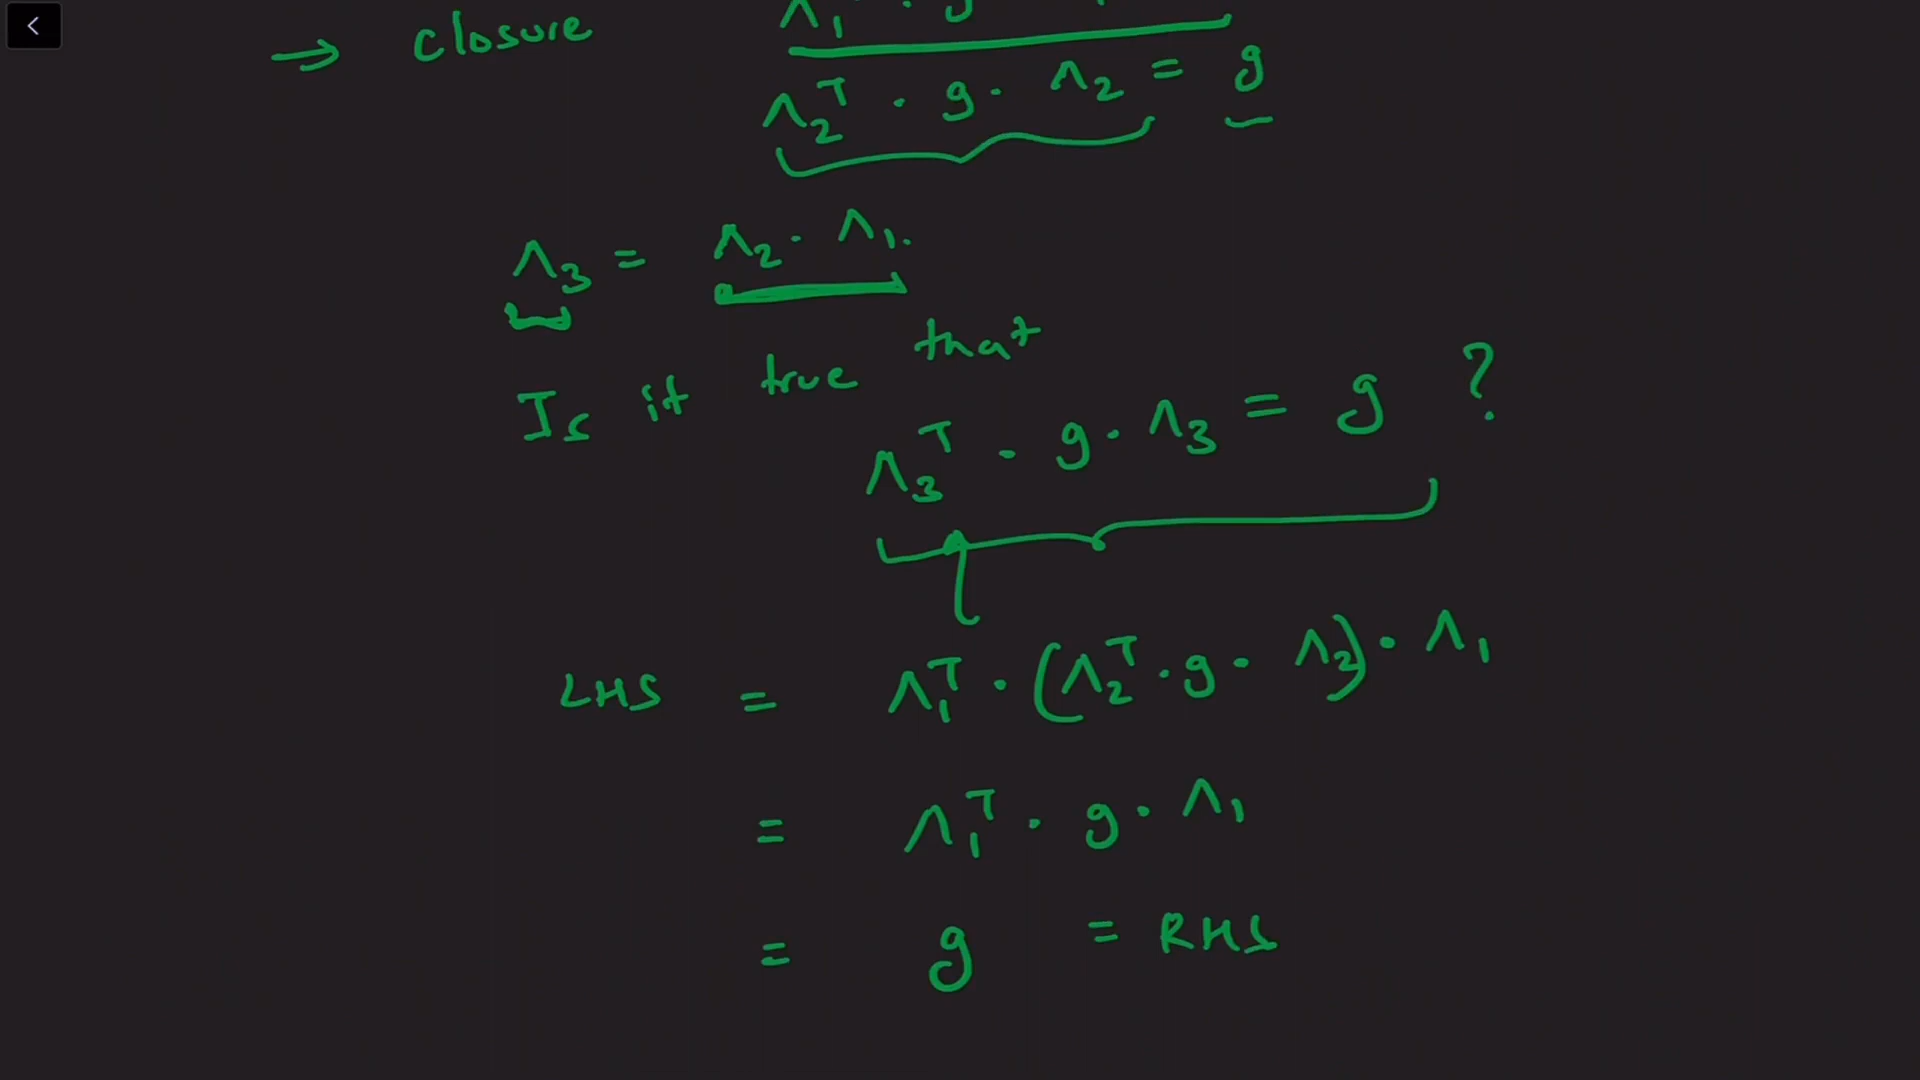 ⇒ closure
Λ₂ᵀ · g · Λ₂ = g
Λ₃ = Λ₂ · Λ₁.
Is it true that
Λ₃ᵀ · g · Λ₃ = g ?
LHS = Λ₁ᵀ · (Λ₂ᵀ · g · Λ₂) · Λ₁
= Λ₁ᵀ · g · Λ₁
= g = RHS